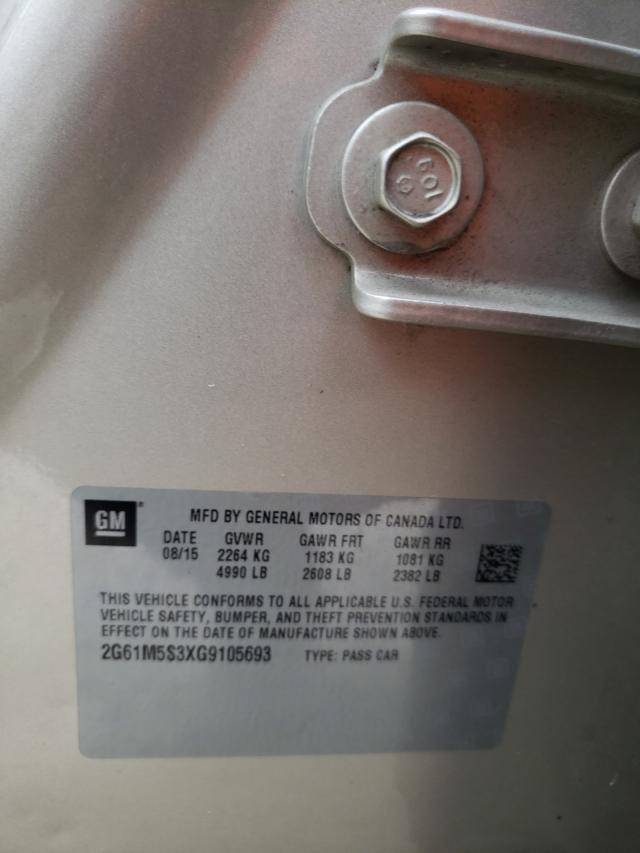 109
GM®
MFD BY GENERAL MOTORS OF CANADA LTD.
DATE GVWR GAWR FRT GAWR RR
08/15 2264 KG 1183 KG 1081 KG
4990 LB 2608 LB 2382 LB
THIS VEHICLE CONFORMS TO ALL APPLICABLE U.S. FEDERAL MOTOR
VEHICLE SAFETY, BUMPER, AND THEFT PREVENTION STANDARDS IN
EFFECT ON THE DATE OF MANUFACTURE SHOWN ABOVE.
2G61M5S3XG9105693 TYPE: PASS CAR